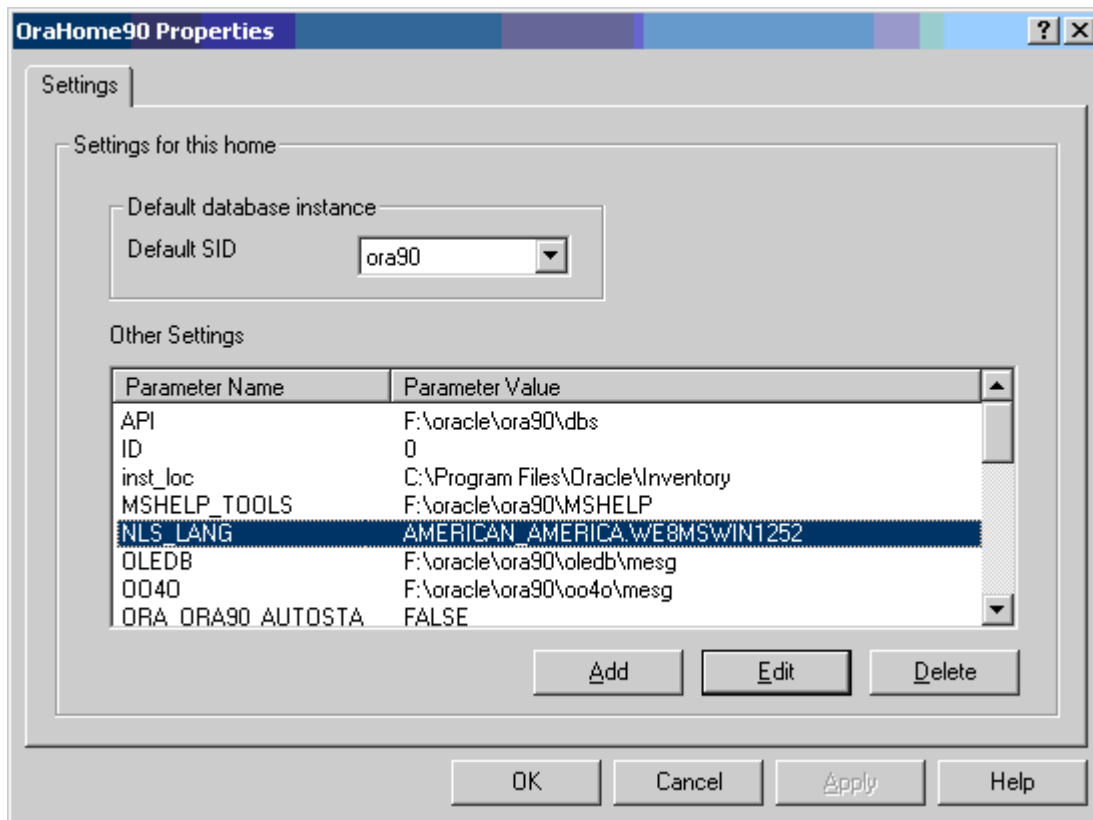 OraHome90 Properties
Settings
Settings for this home
Default database instance
Default SID ora90
Other Settings
Parameter Name Parameter Value
API F:\oracle\ora90\dbs
ID 0
inst_loc C:\Program Files\Oracle\Inventory
MSHELP_TOOLS F:\oracle\ora90\MSHELP
NLS_LANG AMERICAN_AMERICA.WE8MSWIN1252
OLEDB F:\oracle\ora90\oledb\mesg
OO4O F:\oracle\ora90\oo4o\mesg
ORA_ORA90_AUTOSTA FALSE
Add Edit Delete
OK Cancel Apply Help